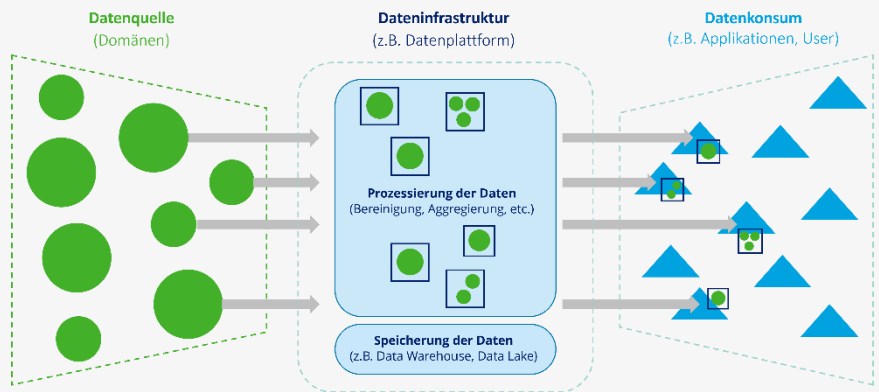 Datenquelle
(Domänen)
Dateninfrastruktur
(z.B. Datenplattform)
Datenkonsum
(z.B. Applikationen, User)
Prozessierung der Daten
(Bereinigung, Aggregierung, etc.)
Speicherung der Daten
(z.B. Data Warehouse, Data Lake)